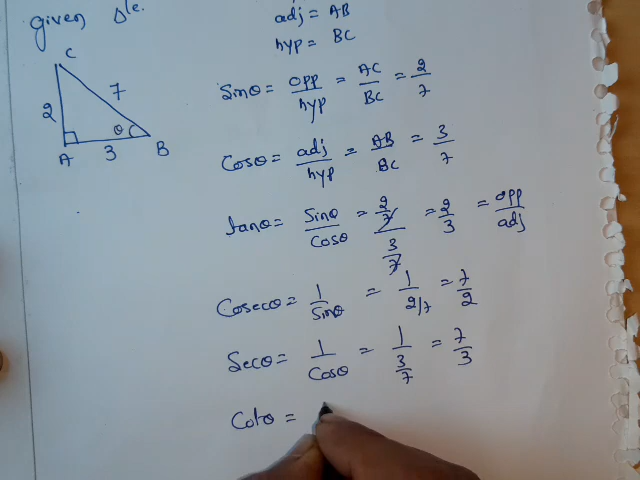 given Δle.
adj = AB
hyp = BC
C
2
7
θ
A
3
B
Sinθ = opp/hyp = AC/BC = 2/7
Cosθ = adj/hyp = AB/BC = 3/7
tanθ = Sinθ/Cosθ = (2/7)/(3/7) = 2/3 = opp/adj
Cosecθ = 1/Sinθ = 1/(2/7) = 7/2
Secθ = 1/Cosθ = 1/(3/7) = 7/3
Cotθ =